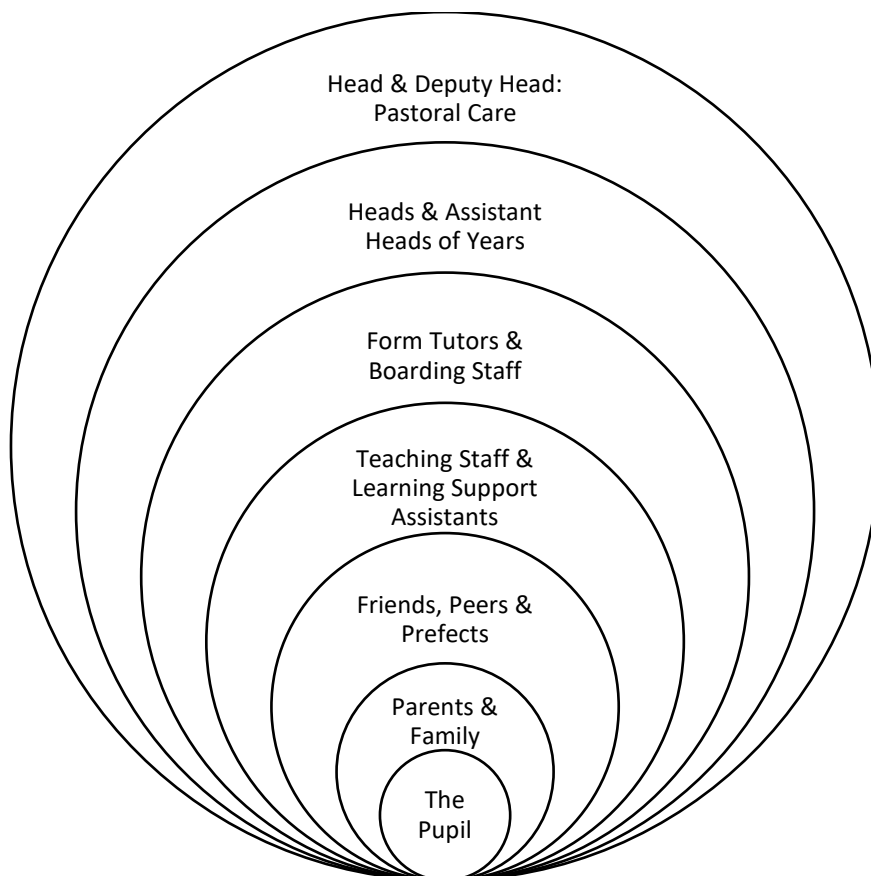 Head & Deputy Head:
Pastoral Care
Heads & Assistant
Heads of Years
Form Tutors &
Boarding Staff
Teaching Staff &
Learning Support
Assistants
Friends, Peers &
Prefects
Parents &
Family
The
Pupil